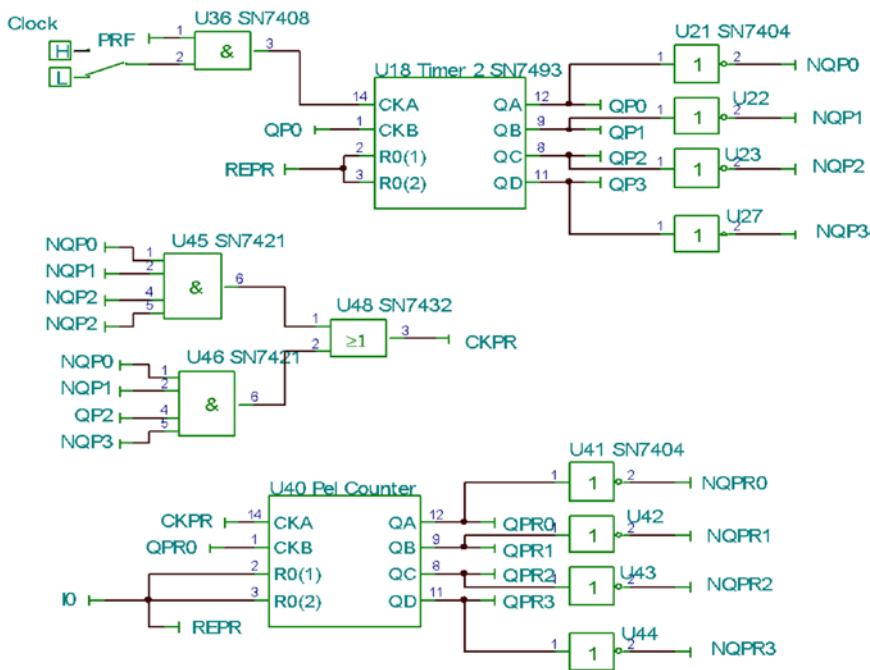 Clock
H
L
PRF
1
2
U36 SN7408
&
3
U18 Timer 2 SN7493
14 CKA
QP0 1 CKB
REPR 2 R0(1)
3 R0(2)
QA 12 QP0
QB 9 QP1
QC 8 QP2
QD 11 QP3
U21 SN7404
1 1 2 NQP0
U22
1 1 2 NQP1
U23
1 1 2 NQP2
U27
1 1 2 NQP3
U45 SN7421
NQP0 1
NQP1 2
NQP2 4
NQP2 5
&
6
U48 SN7432
1
2
≥1
3
CKPR
U46 SN7421
NQP0 1
NQP1 2
QP2 4
NQP3 5
&
6
U40 Pel Counter
CKPR 14 CKA
QPR0 1 CKB
2 R0(1)
I0 3 R0(2)
REPR
QA 12 QPR0
QB 9 QPR1
QC 8 QPR2
QD 11 QPR3
U41 SN7404
1 1 2 NQPR0
U42
1 1 2 NQPR1
U43
1 1 2 NQPR2
U44
1 1 2 NQPR3